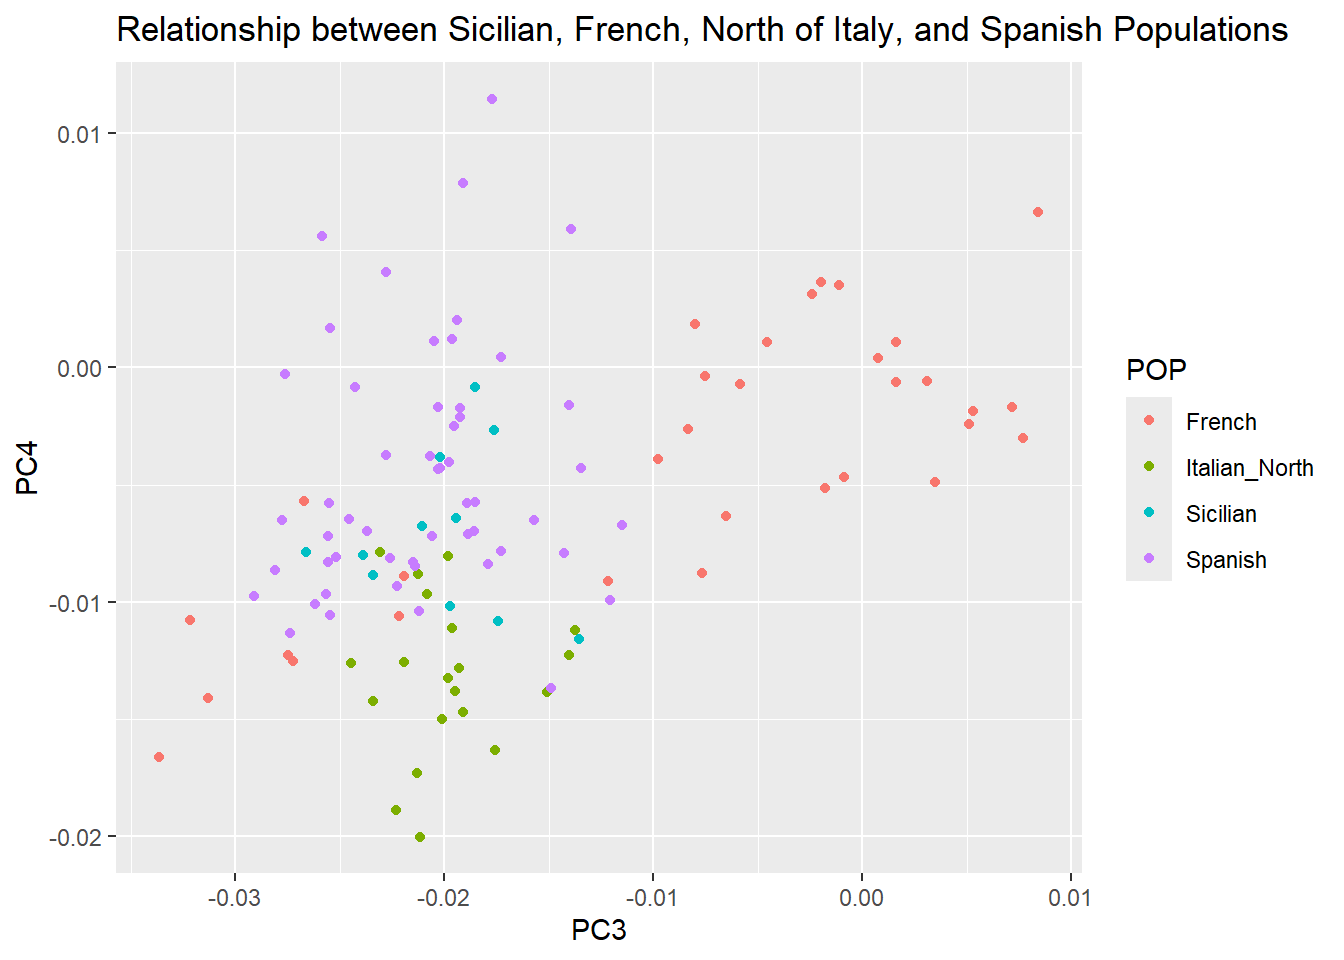 Relationship between Sicilian, French, North of Italy, and Spanish Populations
0.01
0.00
-0.01
-0.02
PC4
-0.03
-0.02
-0.01
0.00
0.01
PC3
POP
French
Italian_North
Sicilian
Spanish